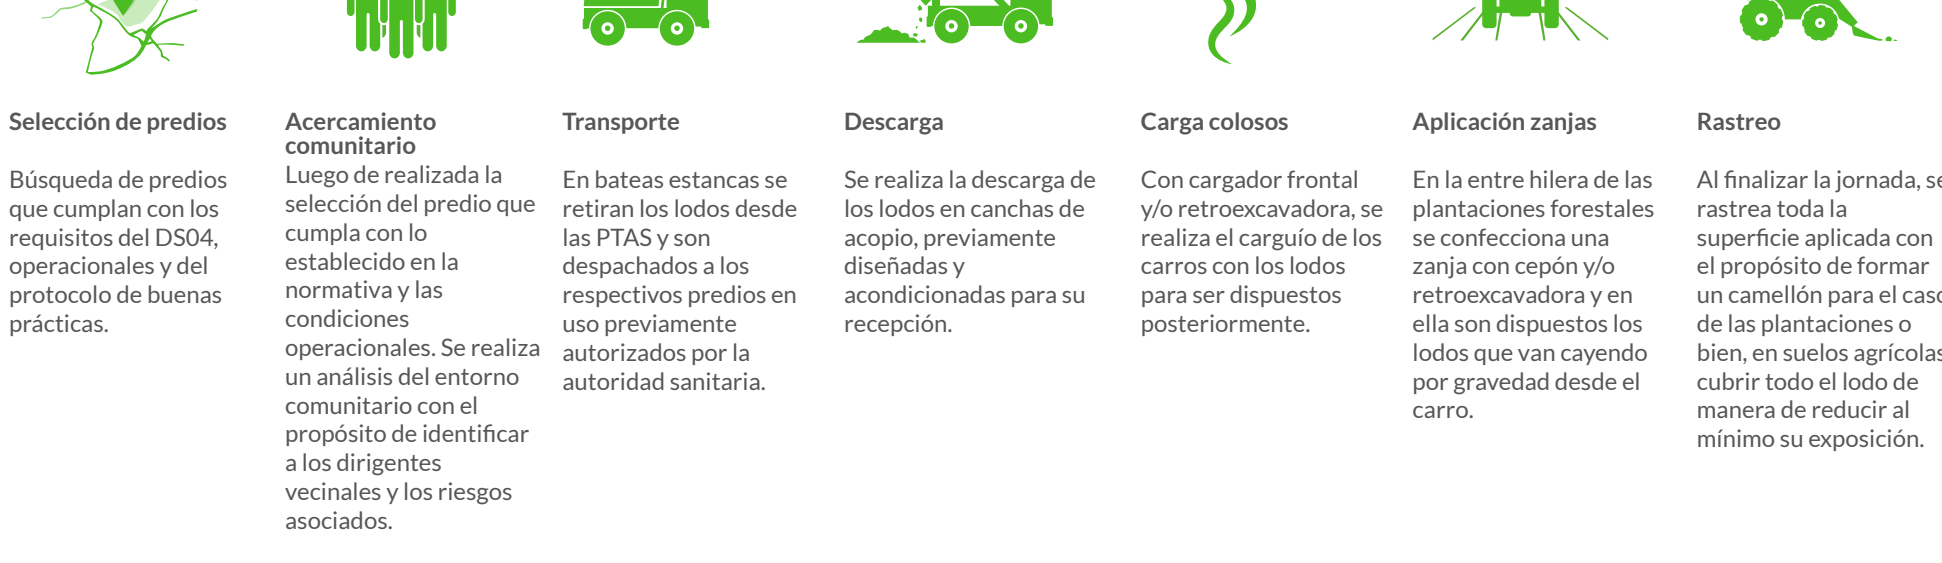 Selección de predios
Búsqueda de predios
que cumplan con los
requisitos del DS04,
operacionales y del
protocolo de buenas
prácticas.
Acercamiento
comunitario
Luego de realizada la
selección del predio que
cumpla con lo
establecido en la
normativa y las
condiciones
operacionales. Se realiza
un análisis del entorno
comunitario con el
propósito de identificar
a los dirigentes
vecinales y los riesgos
asociados.
Transporte
En bateas estancas se
retiran los lodos desde
las PTAS y son
despachados a los
respectivos predios en
uso previamente
autorizados por la
autoridad sanitaria.
Descarga
Se realiza la descarga de
los lodos en canchas de
acopio, previamente
diseñadas y
acondicionadas para su
recepción.
Carga colosos
Con cargador frontal
y/o retroexcavadora, se
realiza el carguío de los
carros con los lodos
para ser dispuestos
posteriormente.
Aplicación zanjas
En la entre hilera de las
plantaciones forestales
se confecciona una
zanja con cepón y/o
retroexcavadora y en
ella son dispuestos los
lodos que van cayendo
por gravedad desde el
carro.
Rastreo
Al finalizar la jornada, se
rastrea toda la
superficie aplicada con
el propósito de formar
un camellón para el caso
de las plantaciones o
bien, en suelos agrícolas
cubrir todo el lodo de
manera de reducir al
mínimo su exposición.